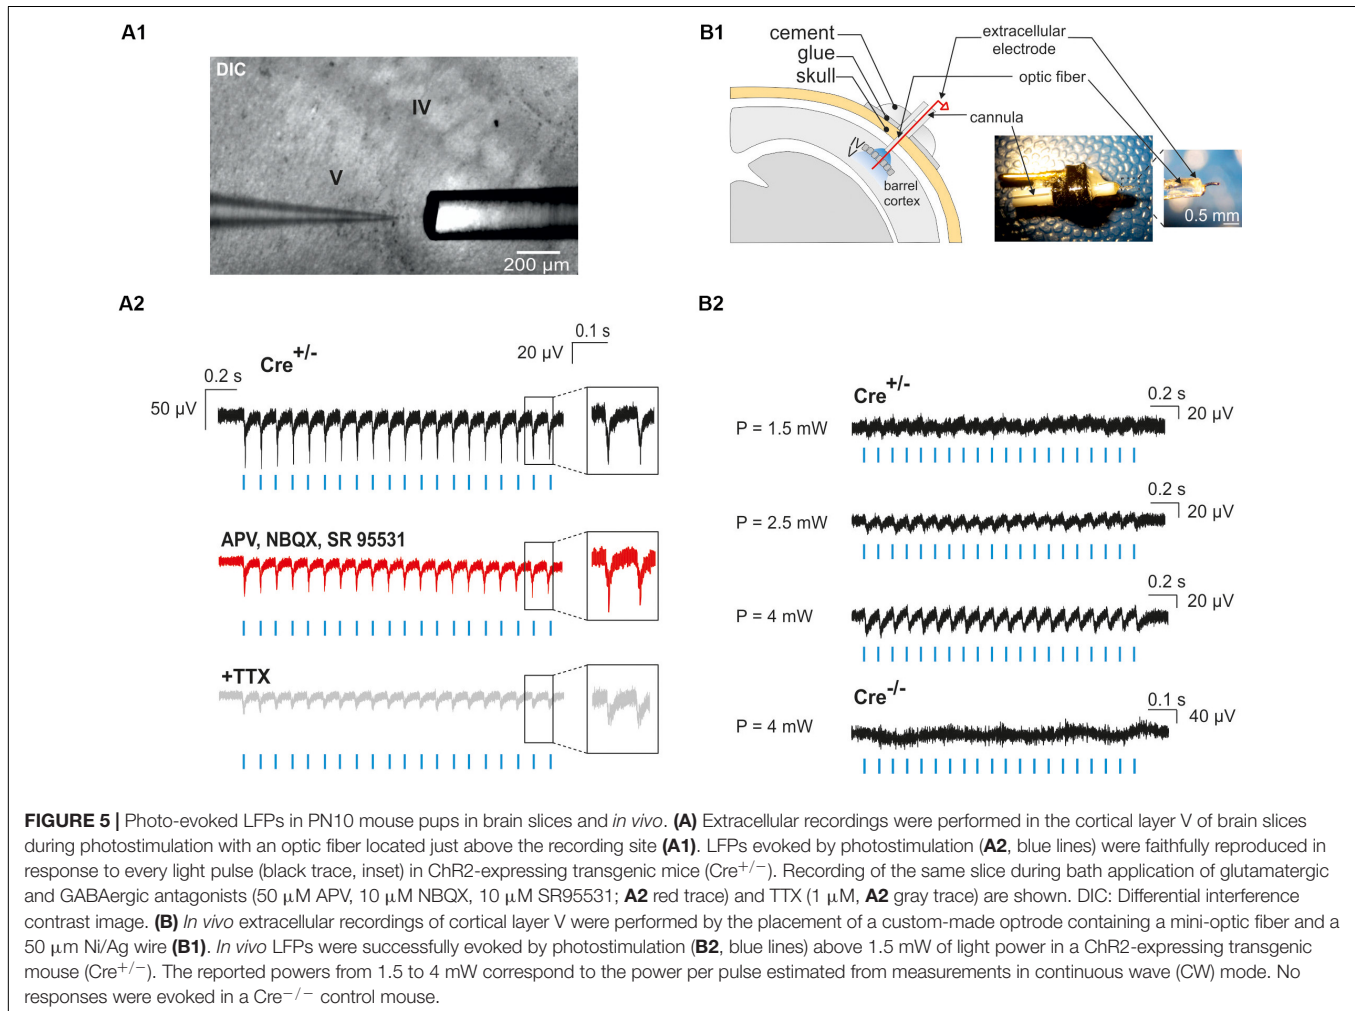 A1
DIC
IV
V
200 µm
B1
cement
glue
skull
extracellular
electrode
optic fiber
cannula
IV
V
barrel
cortex
0.5 mm
A2
Cre+/-
0.1 s
20 µV
0.2 s
50 µV
APV, NBQX, SR 95531
+TTX
B2
Cre+/-
0.2 s
20 µV
P = 1.5 mW
0.2 s
20 µV
P = 2.5 mW
0.2 s
20 µV
P = 4 mW
Cre-/-
0.1 s
40 µV
P = 4 mW
FIGURE 5 | Photo-evoked LFPs in PN10 mouse pups in brain slices and in vivo. (A) Extracellular recordings were performed in the cortical layer V of brain slices
during photostimulation with an optic fiber located just above the recording site (A1). LFPs evoked by photostimulation (A2, blue lines) were faithfully reproduced in
response to every light pulse (black trace, inset) in ChR2-expressing transgenic mice (Cre+/−). Recording of the same slice during bath application of glutamatergic
and GABAergic antagonists (50 µM APV, 10 µM NBQX, 10 µM SR95531; A2 red trace) and TTX (1 µM, A2 gray trace) are shown. DIC: Differential interference
contrast image. (B) In vivo extracellular recordings of cortical layer V were performed by the placement of a custom-made optrode containing a mini-optic fiber and a
50 µm Ni/Ag wire (B1). In vivo LFPs were successfully evoked by photostimulation (B2, blue lines) above 1.5 mW of light power in a ChR2-expressing transgenic
mouse (Cre+/−). The reported powers from 1.5 to 4 mW correspond to the power per pulse estimated from measurements in continuous wave (CW) mode. No
responses were evoked in a Cre−/− control mouse.